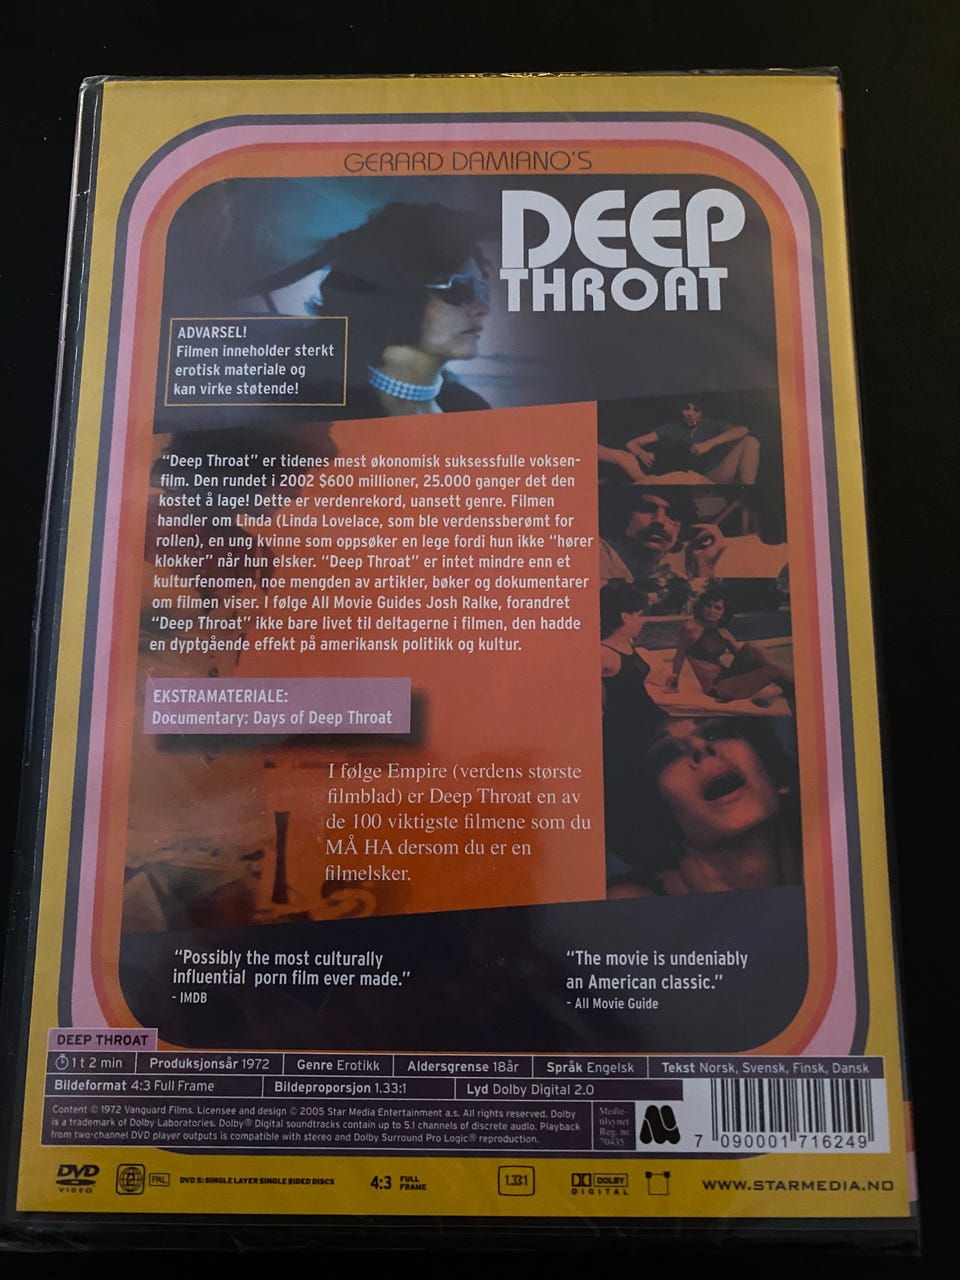 GERARD DAMIANO'S
DEEP
THROAT
ADVARSEL!
Filmen inneholder sterkt
erotisk materiale og
kan virke støtende!
"Deep Throat" er tidenes mest økonomisk suksessfulle voksen-
film. Den rundet i 2002 $600 millioner, 25.000 ganger det den
kostet å lage! Dette er verdenrekord, uansett genre. Filmen
handler om Linda (Linda Lovelace, som ble verdenssberømt for
rollen), en ung kvinne som oppsøker en lege fordi hun ikke "hører
klokker" når hun elsker. "Deep Throat" er intet mindre enn et
kulturfenomen, noe mengden av artikler, bøker og dokumentarer
om filmen viser. I følge All Movie Guides Josh Ralke, forandret
"Deep Throat" ikke bare livet til deltagerne i filmen, den hadde
en dyptgående effekt på amerikansk politikk og kultur.
EKSTRAMATERIALE:
Documentary: Days of Deep Throat
I følge Empire (verdens største
filmblad) er Deep Throat en av
de 100 viktigste filmene som du
MÅ HA dersom du er en
filmelsker.
"Possibly the most culturally
influential porn film ever made."
- IMDB
"The movie is undeniably
an American classic."
- All Movie Guide
DEEP THROAT
1 t 2 min Produksjonsår 1972 Genre Erotikk Aldersgrense 18år Språk Engelsk Tekst Norsk, Svensk, Finsk, Dansk
Bildeformat 4:3 Full Frame Bildeproporsjon 1.33:1 Lyd Dolby Digital 2.0
Content © 1972 Vanguard Films. Licensee and design © 2005 Star Media Entertainment a.s. All rights reserved. Dolby
is a trademark of Dolby Laboratories. Dolby® Digital soundtracks contain up to 5.1 channels of discrete audio. Playback
from two-channel DVD player outputs is compatible with stereo and Dolby Surround Pro Logic® reproduction.
Medie-
tilsynet
Reg. nr.
70435
7 090001 716249
DVD VIDEO
2 PAL
DVD 5: SINGLE LAYER SINGLE SIDED DISCS
4:3 FULL FRAME
1.33:1
DOLBY DIGITAL
WWW.STARMEDIA.NO